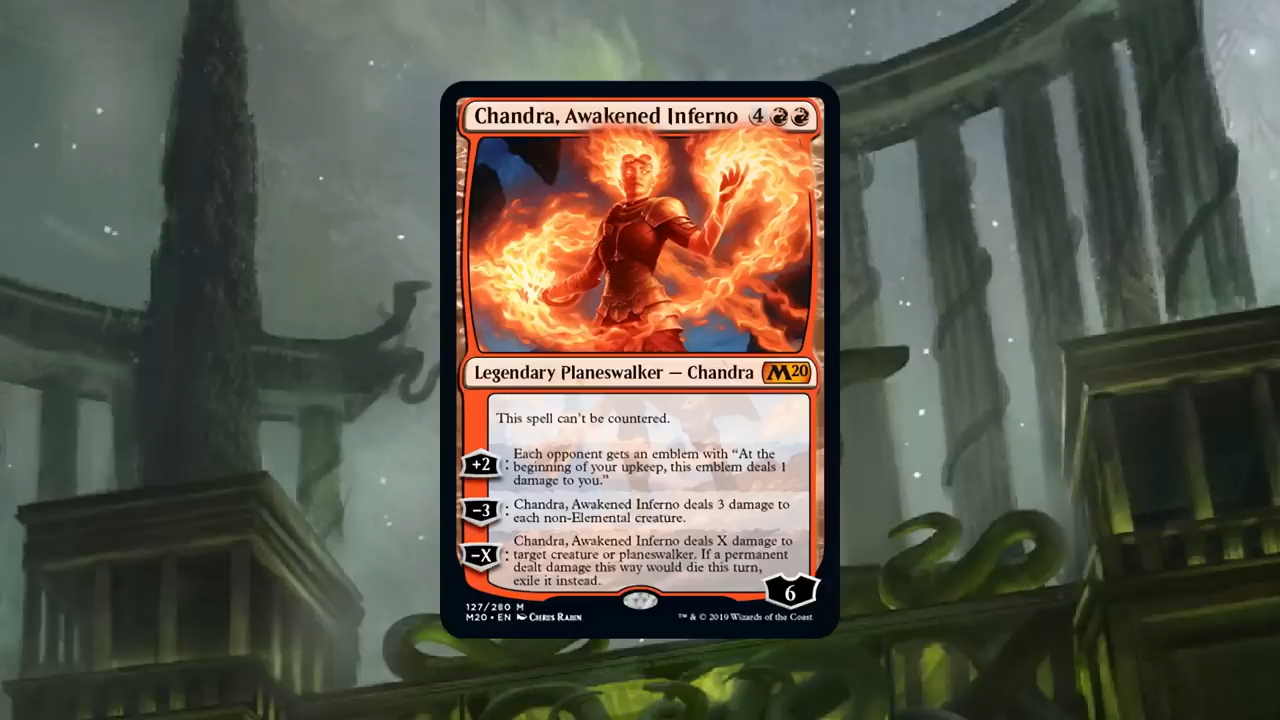 Chandra, Awakened Inferno 4
Legendary Planeswalker — Chandra M20
This spell can't be countered.
+2: Each opponent gets an emblem with “At the
beginning of your upkeep, this emblem deals 1
damage to you.”
−3: Chandra, Awakened Inferno deals 3 damage to
each non-Elemental creature.
−X: Chandra, Awakened Inferno deals X damage to
target creature or planeswalker. If a permanent
dealt damage this way would die this turn,
exile it instead.
6
127/280 M
M20 • EN Chris Rahn
™ & © 2019 Wizards of the Coast